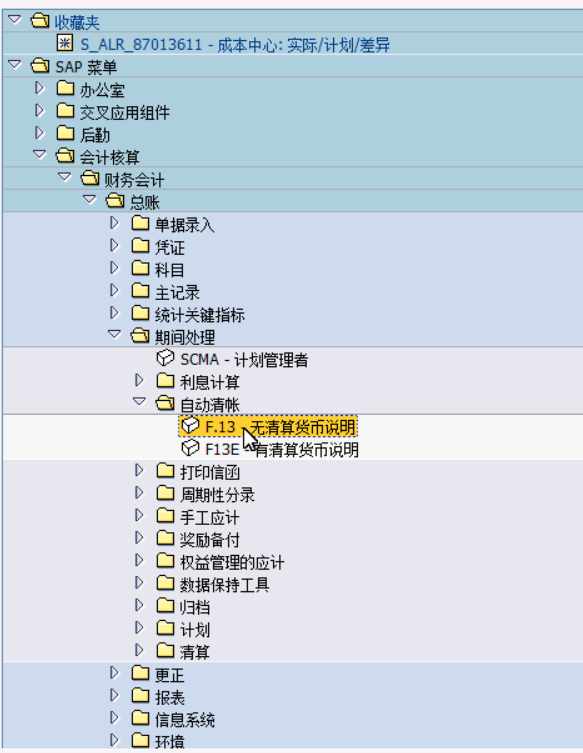 收藏夹
S_ALR_87013611 - 成本中心: 实际/计划/差异
SAP 菜单
办公室
交叉应用组件
后勤
会计核算
财务会计
总账
单据录入
凭证
科目
主记录
统计关键指标
期间处理
SCMA - 计划管理者
利息计算
自动清帐
F.13 - 无清算货币说明
F13E - 有清算货币说明
打印信函
周期性分录
手工应计
奖励备付
权益管理的应计
数据保持工具
归档
计划
清算
更正
报表
信息系统
环境